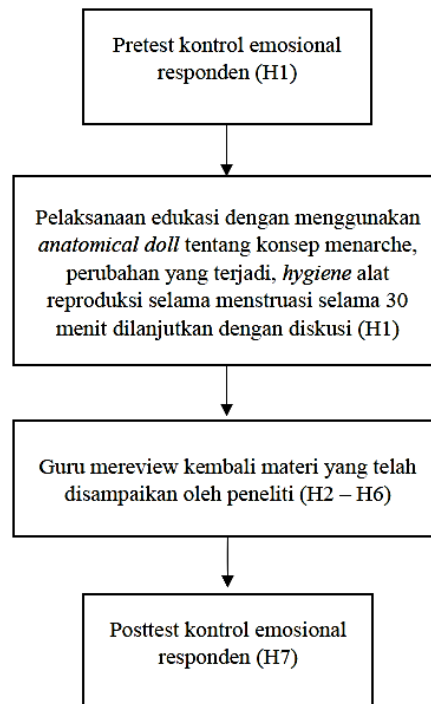 Pretest kontrol emosional
responden (H1)
Pelaksanaan edukasi dengan menggunakan
anatomical doll tentang konsep menarche,
perubahan yang terjadi, hygiene alat
reproduksi selama menstruasi selama 30
menit dilanjutkan dengan diskusi (H1)
Guru mereview kembali materi yang telah
disampaikan oleh peneliti (H2 – H6)
Posttest kontrol emosional
responden (H7)